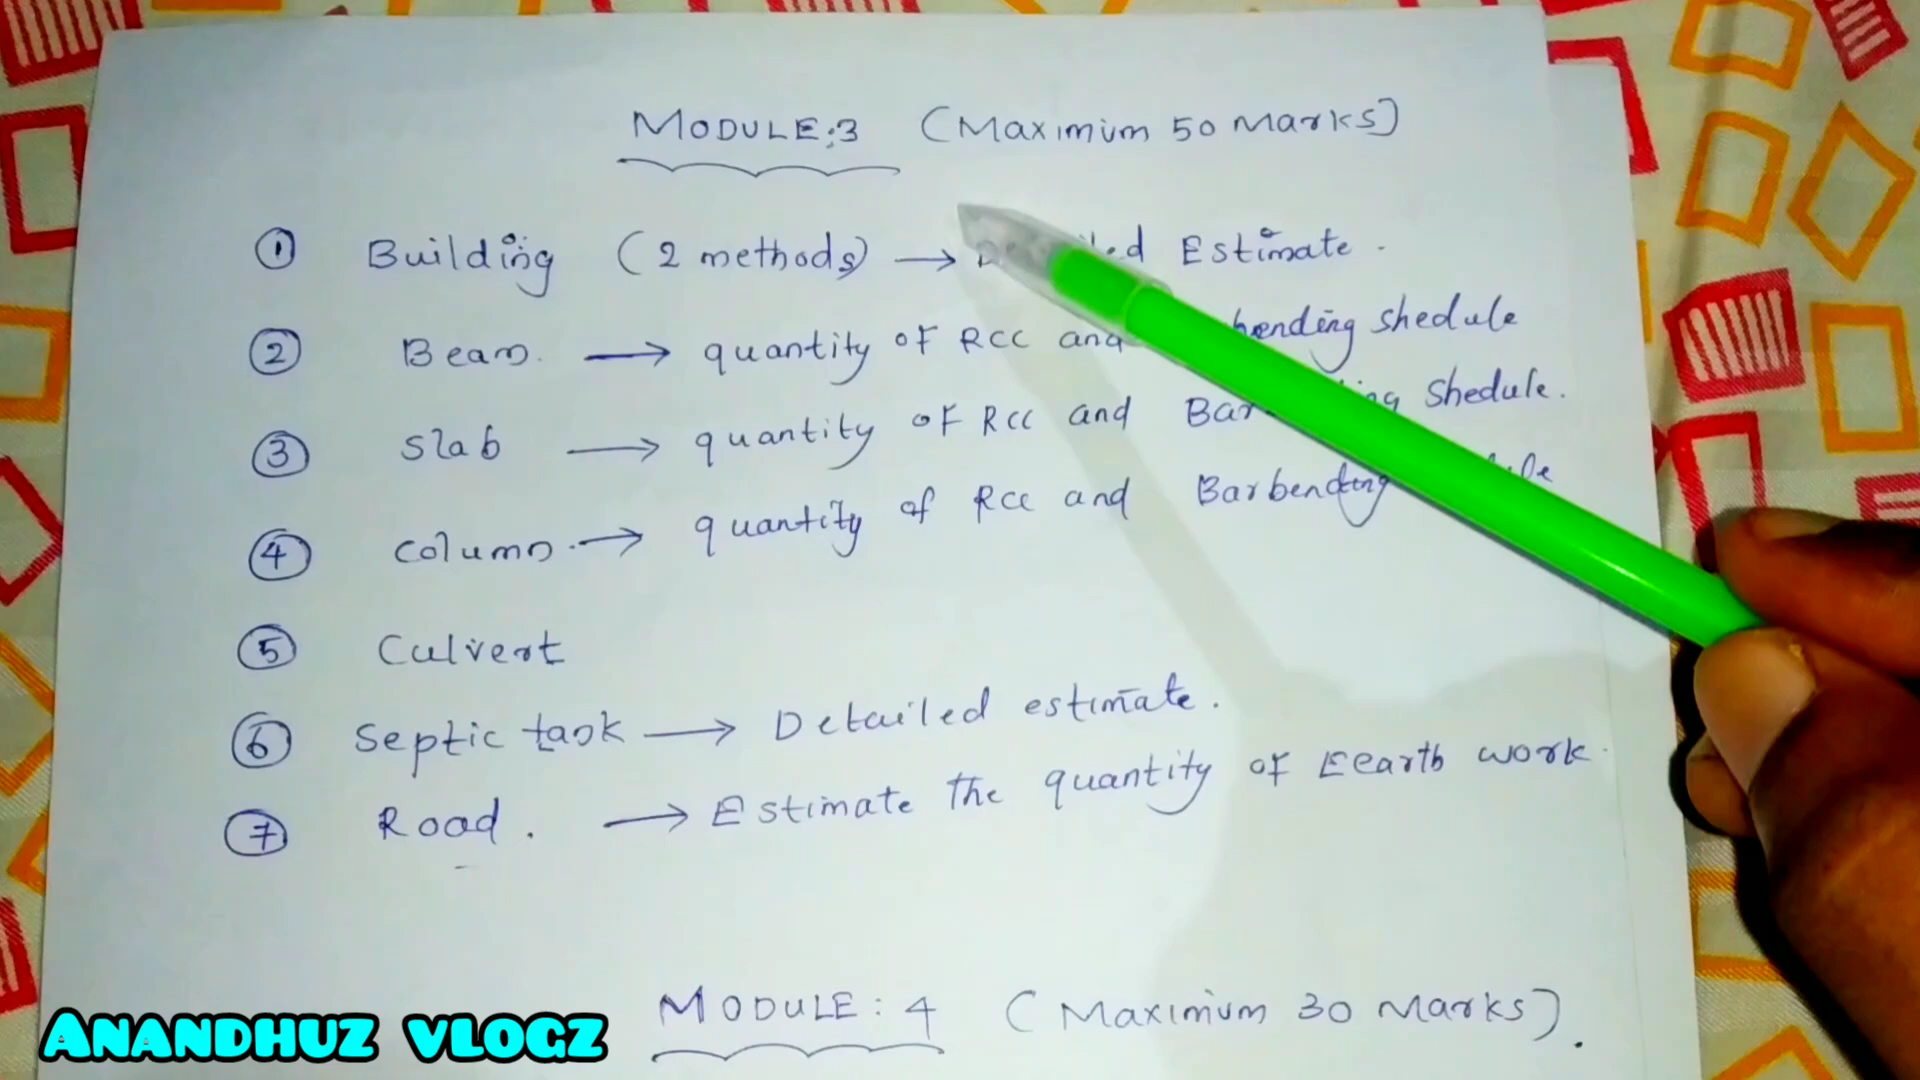 MODULE:3 (Maximum 50 Marks)
① Building (2 methods) → Estimate.
② Beam. → quantity of RCC and bending shedule
③ Slab → quantity of RCC and shedule.
④ column. → quantity of RCC and Barbending
⑤ Culvert
⑥ Septic tank → Detailed estimate.
⑦ Road. → Estimate the quantity of Eearth work.
MODULE: 4 (Maximum 30 Marks).
ANANDHUZ VLOGZ